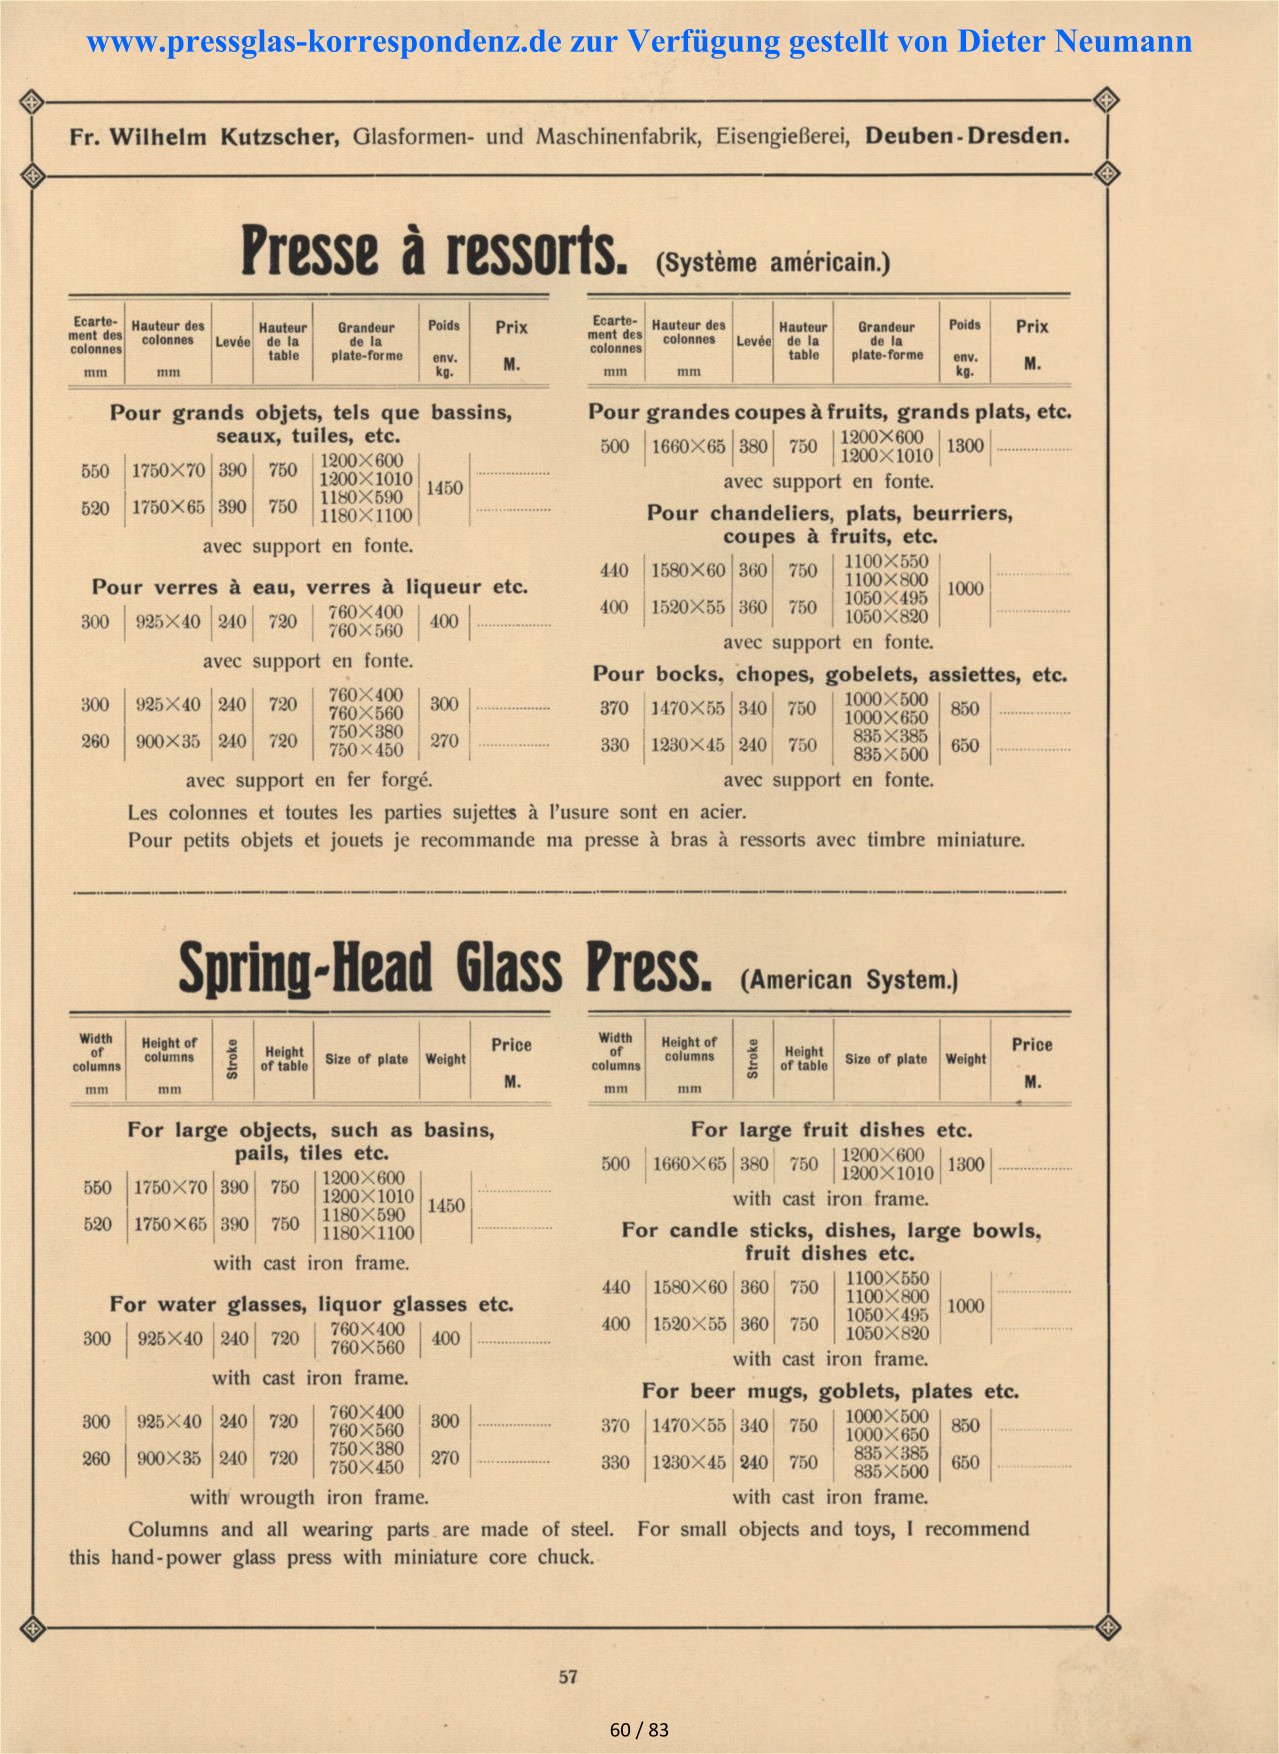 www.pressglas-korrespondenz.de zur Verfügung gestellt von Dieter Neumann
Fr. Wilhelm Kutzscher, Glasformen- und Maschinenfabrik, Eisengießerei, Deuben-Dresden.
Presse à ressorts. (Système américain.)
Ecarte-ment des colonnes mm | Hauteur des colonnes mm | Levée | Hauteur de la table | Grandeur de la plate-forme | Poids env. kg. | Prix M.
Pour grands objets, tels que bassins,
seaux, tuiles, etc.
550 | 1750×70 | 390 | 750 | 1200×600 1200×1010 | 1450
520 | 1750×65 | 390 | 750 | 1180×590 1180×1100
avec support en fonte.
Pour verres à eau, verres à liqueur etc.
300 | 925×40 | 240 | 720 | 760×400 760×560 | 400
avec support en fonte.
300 | 925×40 | 240 | 720 | 760×400 760×560 | 300
260 | 900×35 | 240 | 720 | 750×380 750×450 | 270
avec support en fer forgé.
Ecarte-ment des colonnes mm | Hauteur des colonnes mm | Levée | Hauteur de la table | Grandeur de la plate-forme | Poids env. kg. | Prix M.
Pour grandes coupes à fruits, grands plats, etc.
500 | 1660×65 | 380 | 750 | 1200×600 1200×1010 | 1300
avec support en fonte.
Pour chandeliers, plats, beurriers,
coupes à fruits, etc.
440 | 1580×60 | 360 | 750 | 1100×550 1100×800 | 1000
400 | 1520×55 | 360 | 750 | 1050×495 1050×820
avec support en fonte.
Pour bocks, chopes, gobelets, assiettes, etc.
370 | 1470×55 | 340 | 750 | 1000×500 1000×650 | 850
330 | 1230×45 | 240 | 750 | 835×385 835×500 | 650
avec support en fonte.
Les colonnes et toutes les parties sujettes à l'usure sont en acier.
Pour petits objets et jouets je recommande ma presse à bras à ressorts avec timbre miniature.
Spring-Head Glass Press. (American System.)
Width of columns mm | Height of columns mm | Stroke | Height of table | Size of plate | Weight | Price M.
For large objects, such as basins,
pails, tiles etc.
550 | 1750×70 | 390 | 750 | 1200×600 1200×1010 | 1450
520 | 1750×65 | 390 | 750 | 1180×590 1180×1100
with cast iron frame.
For water glasses, liquor glasses etc.
300 | 925×40 | 240 | 720 | 760×400 760×560 | 400
with cast iron frame.
300 | 925×40 | 240 | 720 | 760×400 760×560 | 300
260 | 900×35 | 240 | 720 | 750×380 750×450 | 270
with wrougth iron frame.
Width of columns mm | Height of columns mm | Stroke | Height of table | Size of plate | Weight | Price M.
For large fruit dishes etc.
500 | 1660×65 | 380 | 750 | 1200×600 1200×1010 | 1300
with cast iron frame.
For candle sticks, dishes, large bowls,
fruit dishes etc.
440 | 1580×60 | 360 | 750 | 1100×550 1100×800 | 1000
400 | 1520×55 | 360 | 750 | 1050×495 1050×820
with cast iron frame.
For beer mugs, goblets, plates etc.
370 | 1470×55 | 340 | 750 | 1000×500 1000×650 | 850
330 | 1230×45 | 240 | 750 | 835×385 835×500 | 650
with cast iron frame.
Columns and all wearing parts are made of steel. For small objects and toys, I recommend
this hand-power glass press with miniature core chuck.
57
60 / 83